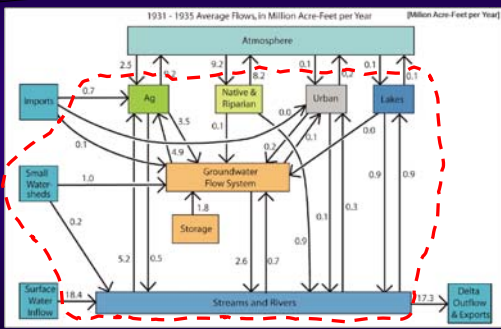 1931 - 1935 Average Flows, in Million Acre-Feet per Year
[Million Acre-Feet per Year]
Atmosphere
2.5
9.2
8.2
0.1
0.2
0.1
0.1
Imports
0.7
Ag
Native &
Riparian
Urban
Lakes
0.0
3.5
0.1
0.1
0.0
0.1
4.9
0.2
Small
Water-
sheds
1.0
Groundwater
Flow System
0.9
0.9
0.2
1.8
Storage
0.1
0.3
0.9
5.2
0.5
2.6
0.7
Surface
Water
Inflow
18.4
Streams and Rivers
17.3
Delta
Outflow
& Exports